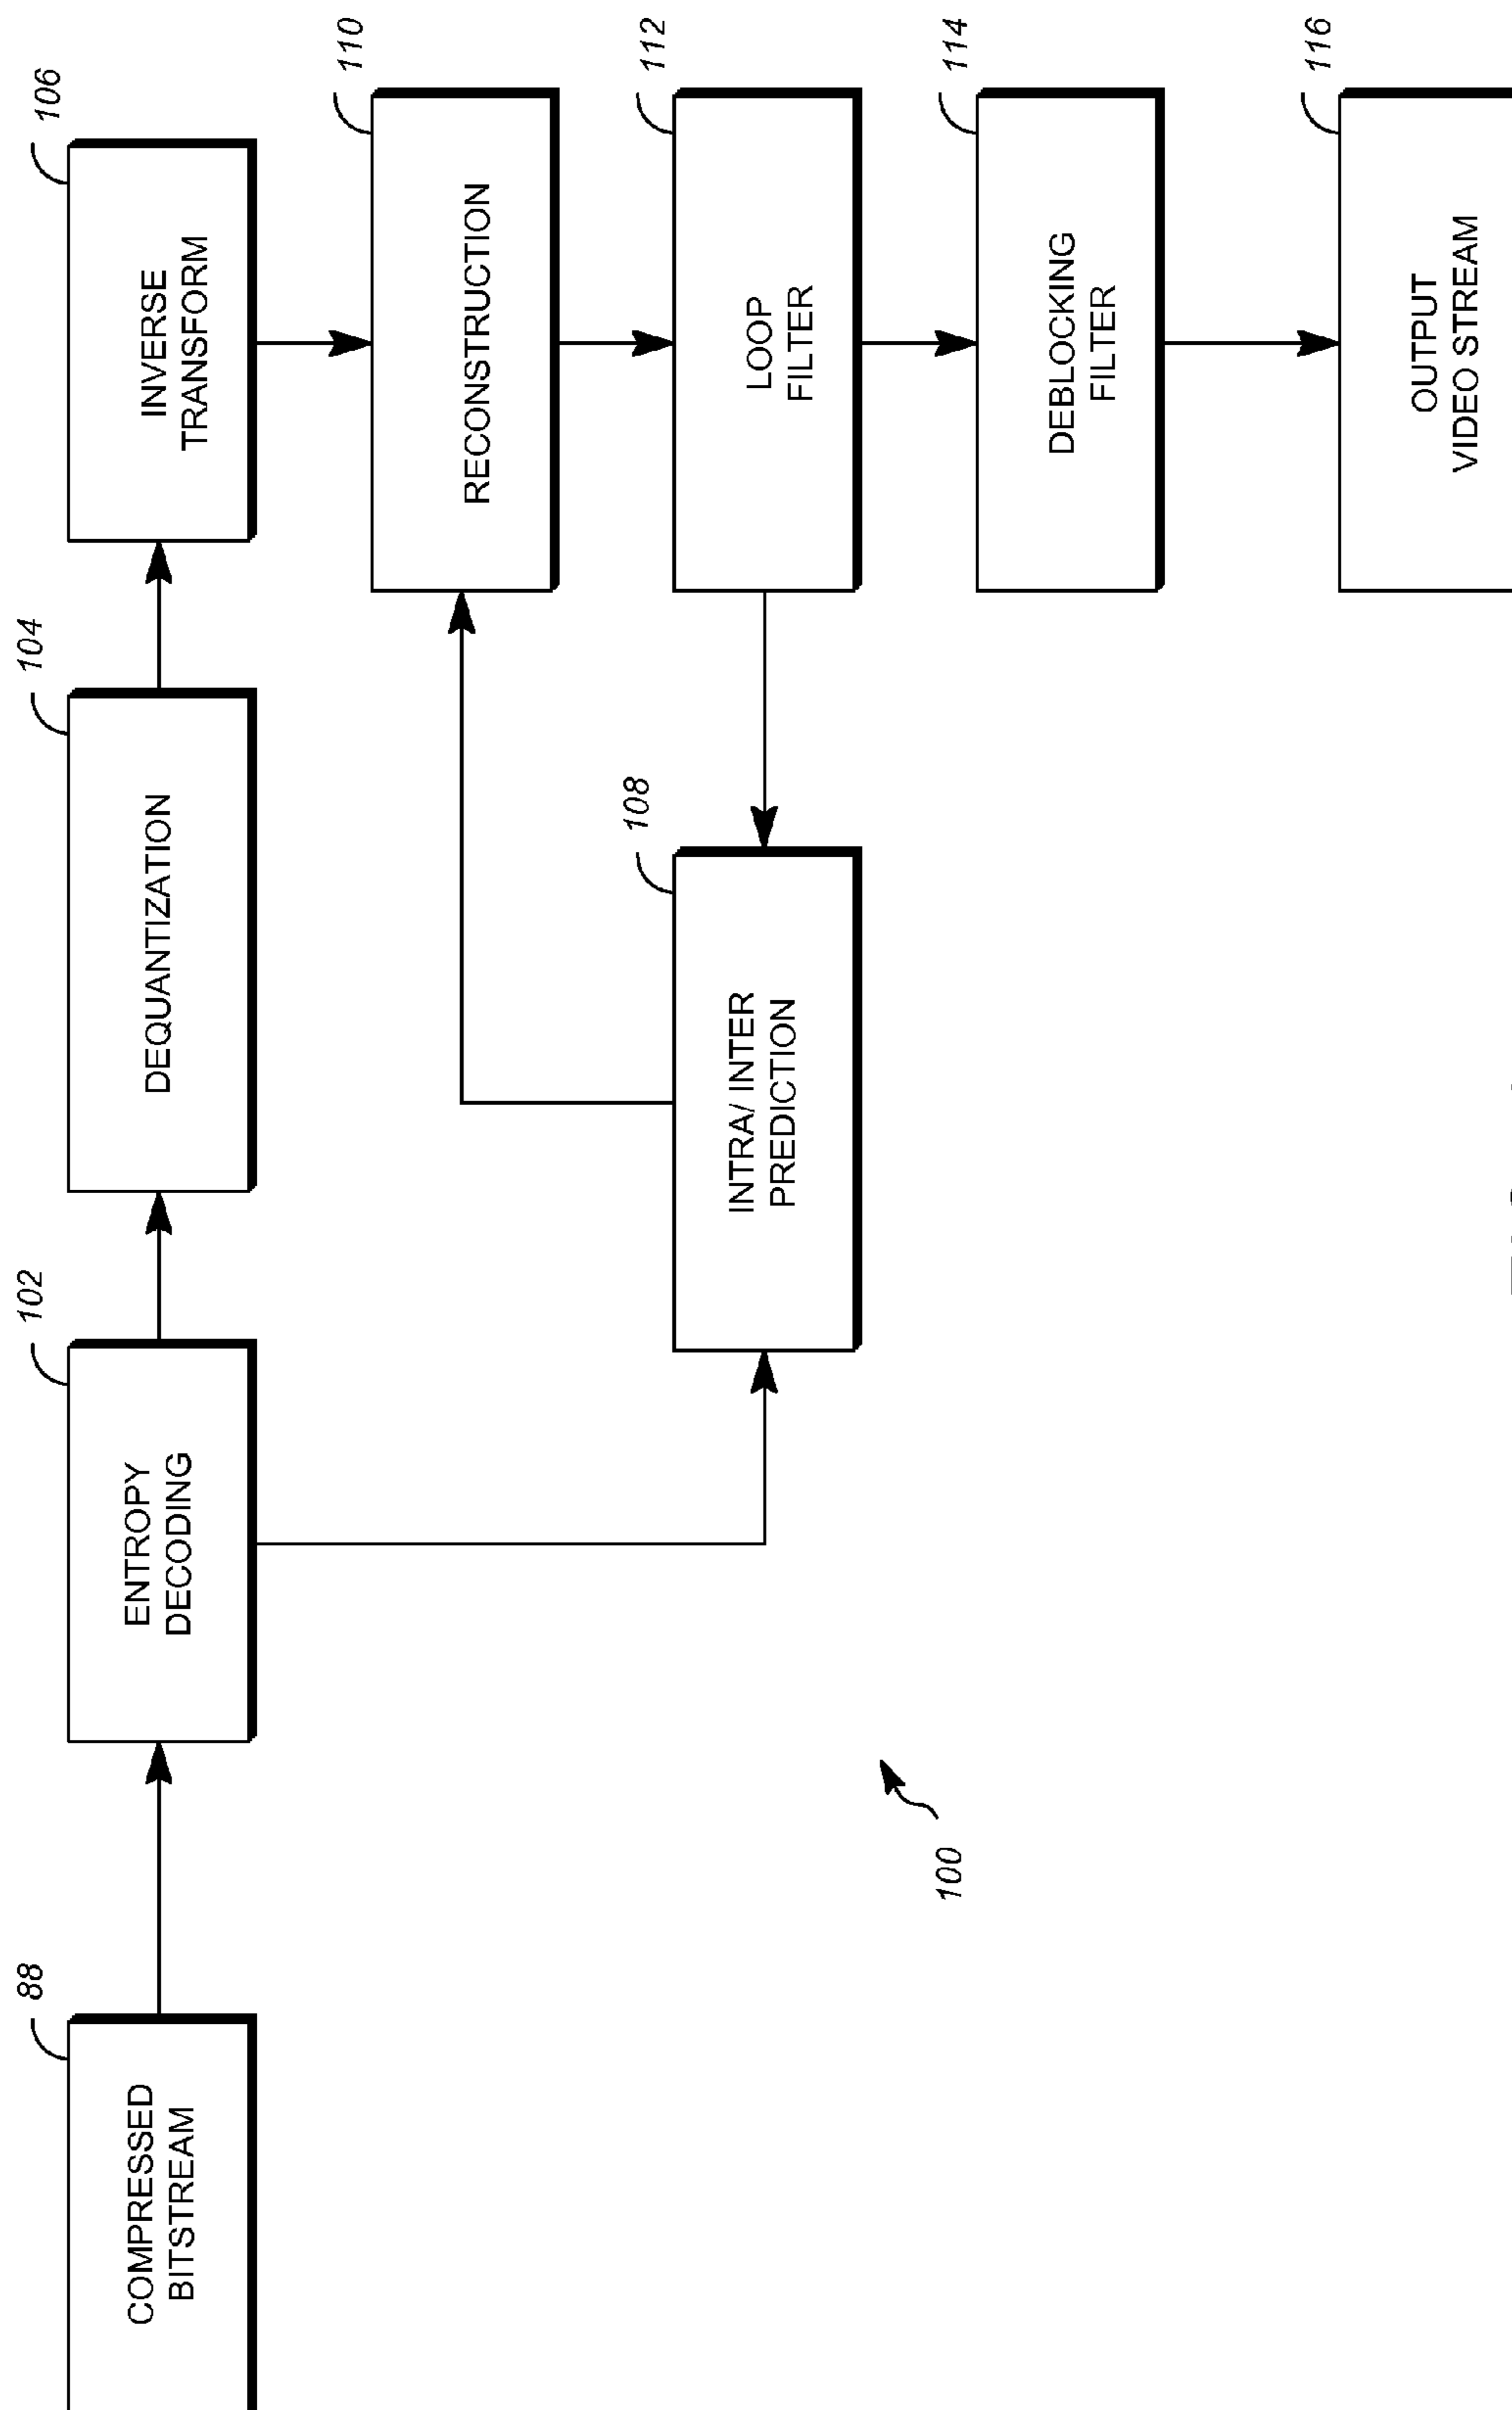 88
COMPRESSED
BITSTREAM
102
ENTROPY
DECODING
104
DEQUANTIZATION
106
INVERSE
TRANSFORM
108
INTRA/ INTER
PREDICTION
110
RECONSTRUCTION
112
LOOP
FILTER
114
DEBLOCKING
FILTER
116
OUTPUT
VIDEO STREAM
100